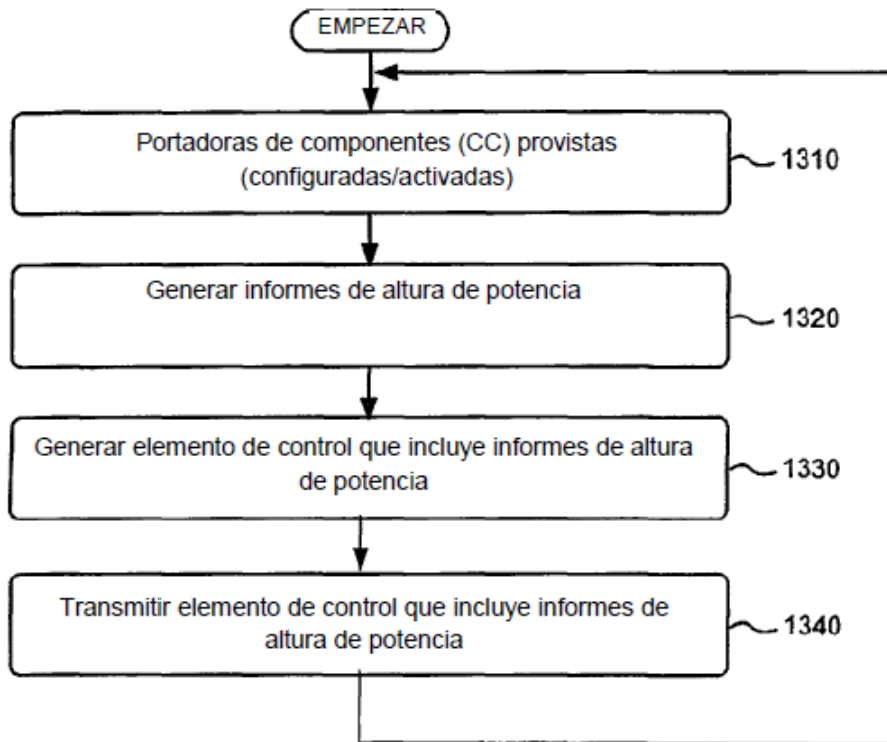 EMPEZAR
Portadoras de componentes (CC) provistas
(configuradas/activadas)
1310
Generar informes de altura de potencia
1320
Generar elemento de control que incluye informes de altura
de potencia
1330
Transmitir elemento de control que incluye informes de
altura de potencia
1340